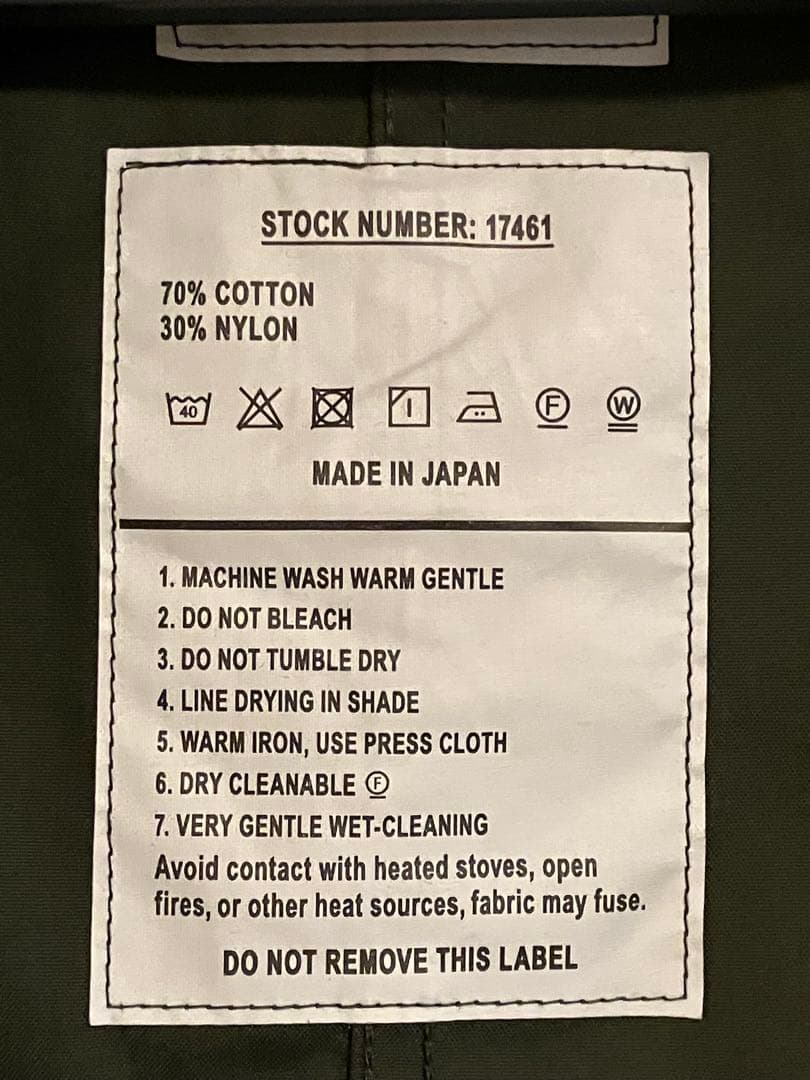 STOCK NUMBER: 17461
70% COTTON
30% NYLON
40 F W
MADE IN JAPAN
1. MACHINE WASH WARM GENTLE
2. DO NOT BLEACH
3. DO NOT TUMBLE DRY
4. LINE DRYING IN SHADE
5. WARM IRON, USE PRESS CLOTH
6. DRY CLEANABLE Ⓕ
7. VERY GENTLE WET-CLEANING
Avoid contact with heated stoves, open
fires, or other heat sources, fabric may fuse.
DO NOT REMOVE THIS LABEL